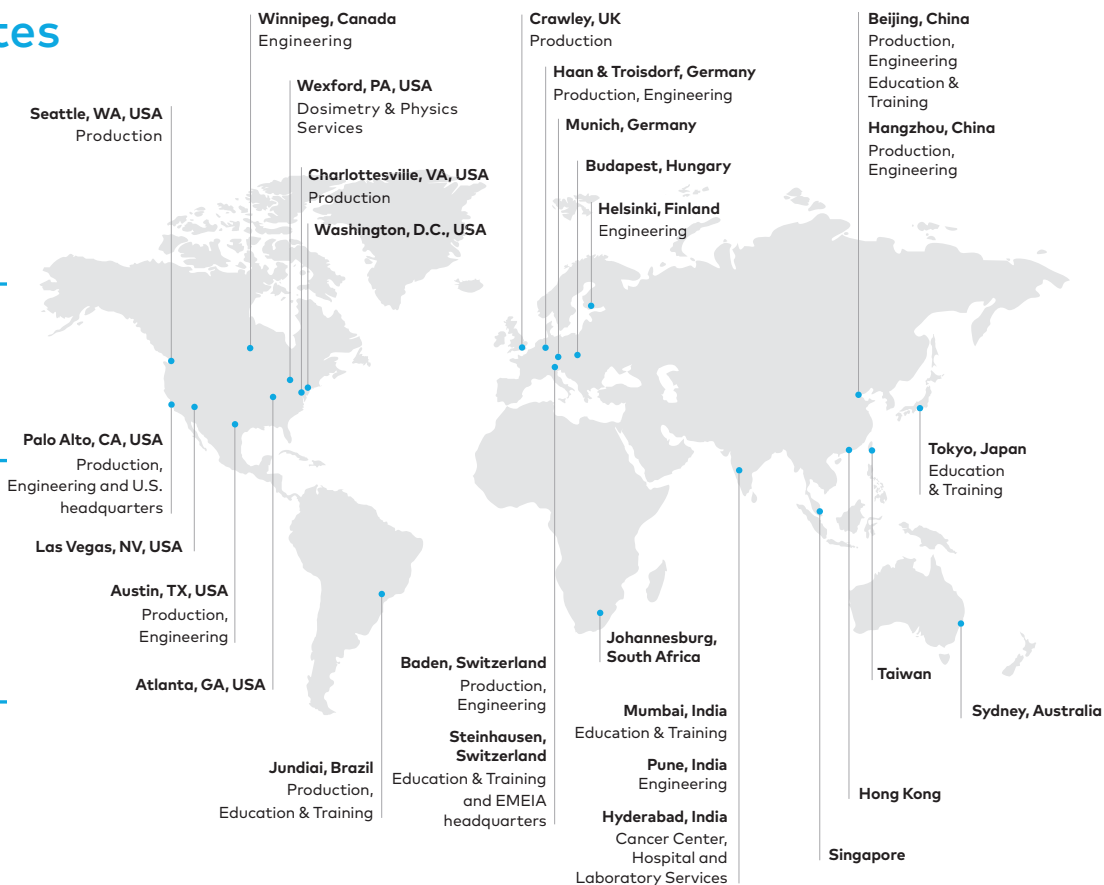 Winnipeg, Canada
Engineering
Wexford, PA, USA
Dosimetry & Physics
Services
Seattle, WA, USA
Production
Charlottesville, VA, USA
Production
Washington, D.C., USA
Crawley, UK
Production
Haan & Troisdorf, Germany
Production, Engineering
Munich, Germany
Budapest, Hungary
Helsinki, Finland
Engineering
Beijing, China
Production,
Engineering
Education &
Training
Hangzhou, China
Production,
Engineering
Palo Alto, CA, USA
Production,
Engineering and U.S.
headquarters
Las Vegas, NV, USA
Austin, TX, USA
Production,
Engineering
Atlanta, GA, USA
Jundiai, Brazil
Production,
Education & Training
Baden, Switzerland
Production,
Engineering
Steinhausen,
Switzerland
Education & Training
and EMEIA
headquarters
Johannesburg,
South Africa
Mumbai, India
Education & Training
Pune, India
Engineering
Hyderabad, India
Cancer Center,
Hospital and
Laboratory Services
Tokyo, Japan
Education
& Training
Taiwan
Sydney, Australia
Hong Kong
Singapore